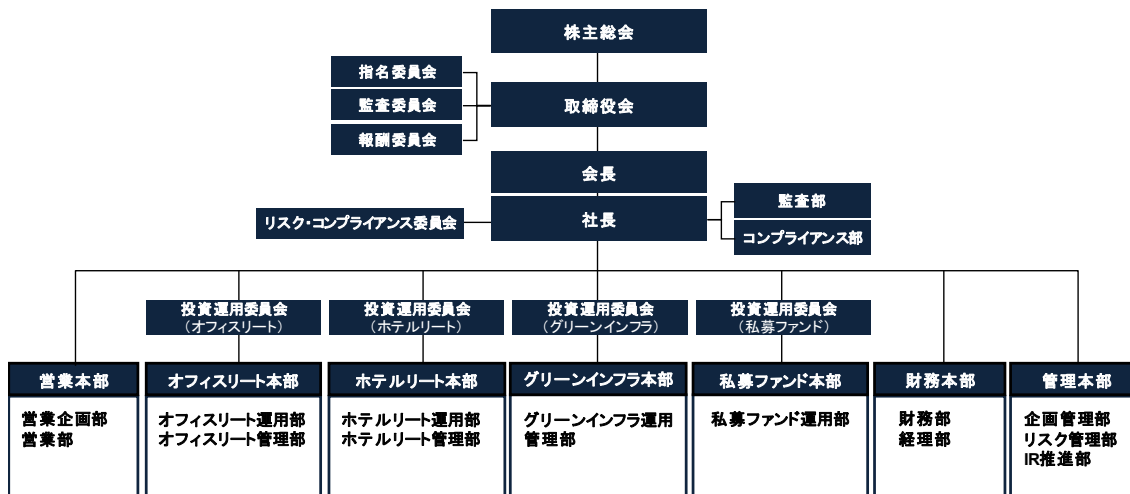 株主総会
指名委員会
監査委員会
報酬委員会
取締役会
会長
社長
リスク・コンプライアンス委員会
監査部
コンプライアンス部
投資運用委員会
（オフィスリート）
投資運用委員会
（ホテルリート）
投資運用委員会
（グリーンインフラ）
投資運用委員会
（私募ファンド）
営業本部
営業企画部
営業部
オフィスリート本部
オフィスリート運用部
オフィスリート管理部
ホテルリート本部
ホテルリート運用部
ホテルリート管理部
グリーンインフラ本部
グリーンインフラ運用
管理部
私募ファンド本部
私募ファンド運用部
財務本部
財務部
経理部
管理本部
企画管理部
リスク管理部
IR推進部